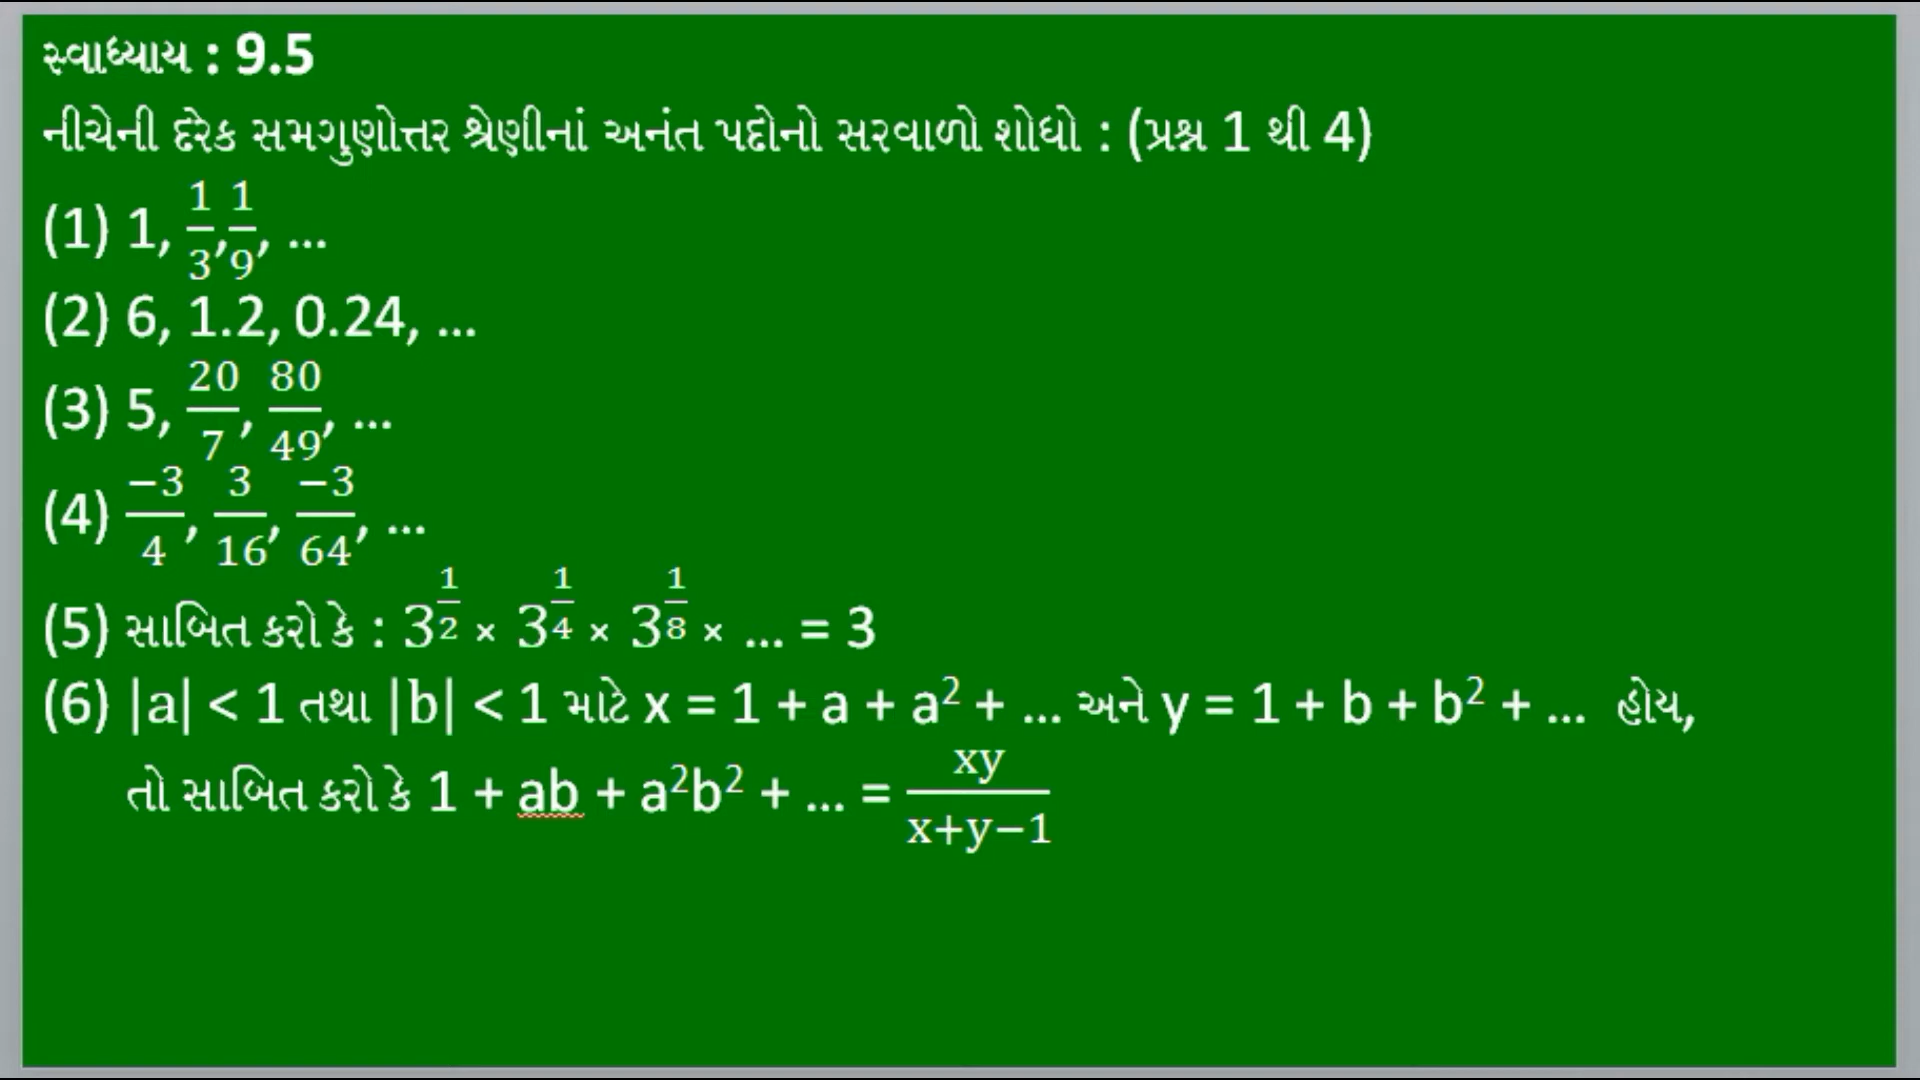 સ્વાધ્યાય : 9.5
નીચેની દરેક સમગુણોત્તર શ્રેણીનાં અનંત પદોનો સરવાળો શોધો : (પ્રશ્ન 1 થી 4)
(1) 1, 1/3, 1/9, ...
(2) 6, 1.2, 0.24, ...
(3) 5, 20/7, 80/49, ...
(4) −3/4, 3/16, −3/64, ...
(5) સાબિત કરો કે : 3^(1/2) × 3^(1/4) × 3^(1/8) × ... = 3
(6) |a| < 1 તથા |b| < 1 માટે x = 1 + a + a² + ... અને y = 1 + b + b² + ... હોય,
તો સાબિત કરો કે 1 + ab + a²b² + ... = xy/(x+y−1)